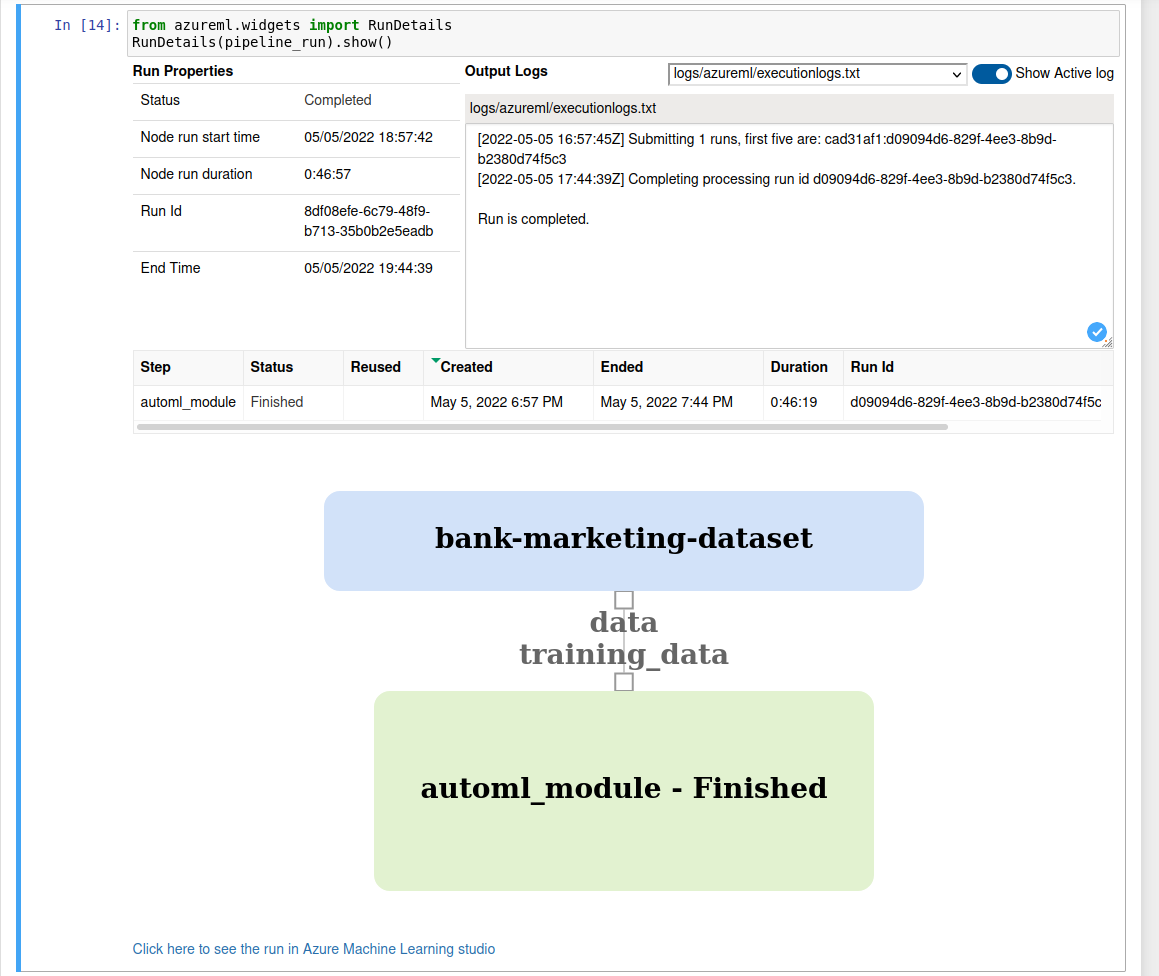 In [14]:
from azureml.widgets import RunDetails
RunDetails(pipeline_run).show()
Run Properties
Status Completed
Node run start time 05/05/2022 18:57:42
Node run duration 0:46:57
Run Id 8df08efe-6c79-48f9-
b713-35b0b2e5eadb
End Time 05/05/2022 19:44:39
Output Logs
logs/azureml/executionlogs.txt
Show Active log
logs/azureml/executionlogs.txt
[2022-05-05 16:57:45Z] Submitting 1 runs, first five are: cad31af1:d09094d6-829f-4ee3-8b9d-
b2380d74f5c3
[2022-05-05 17:44:39Z] Completing processing run id d09094d6-829f-4ee3-8b9d-b2380d74f5c3.
Run is completed.
Step Status Reused Created Ended Duration Run Id
automl_module Finished May 5, 2022 6:57 PM May 5, 2022 7:44 PM 0:46:19 d09094d6-829f-4ee3-8b9d-b2380d74f5c
bank-marketing-dataset
data
training_data
automl_module - Finished
Click here to see the run in Azure Machine Learning studio